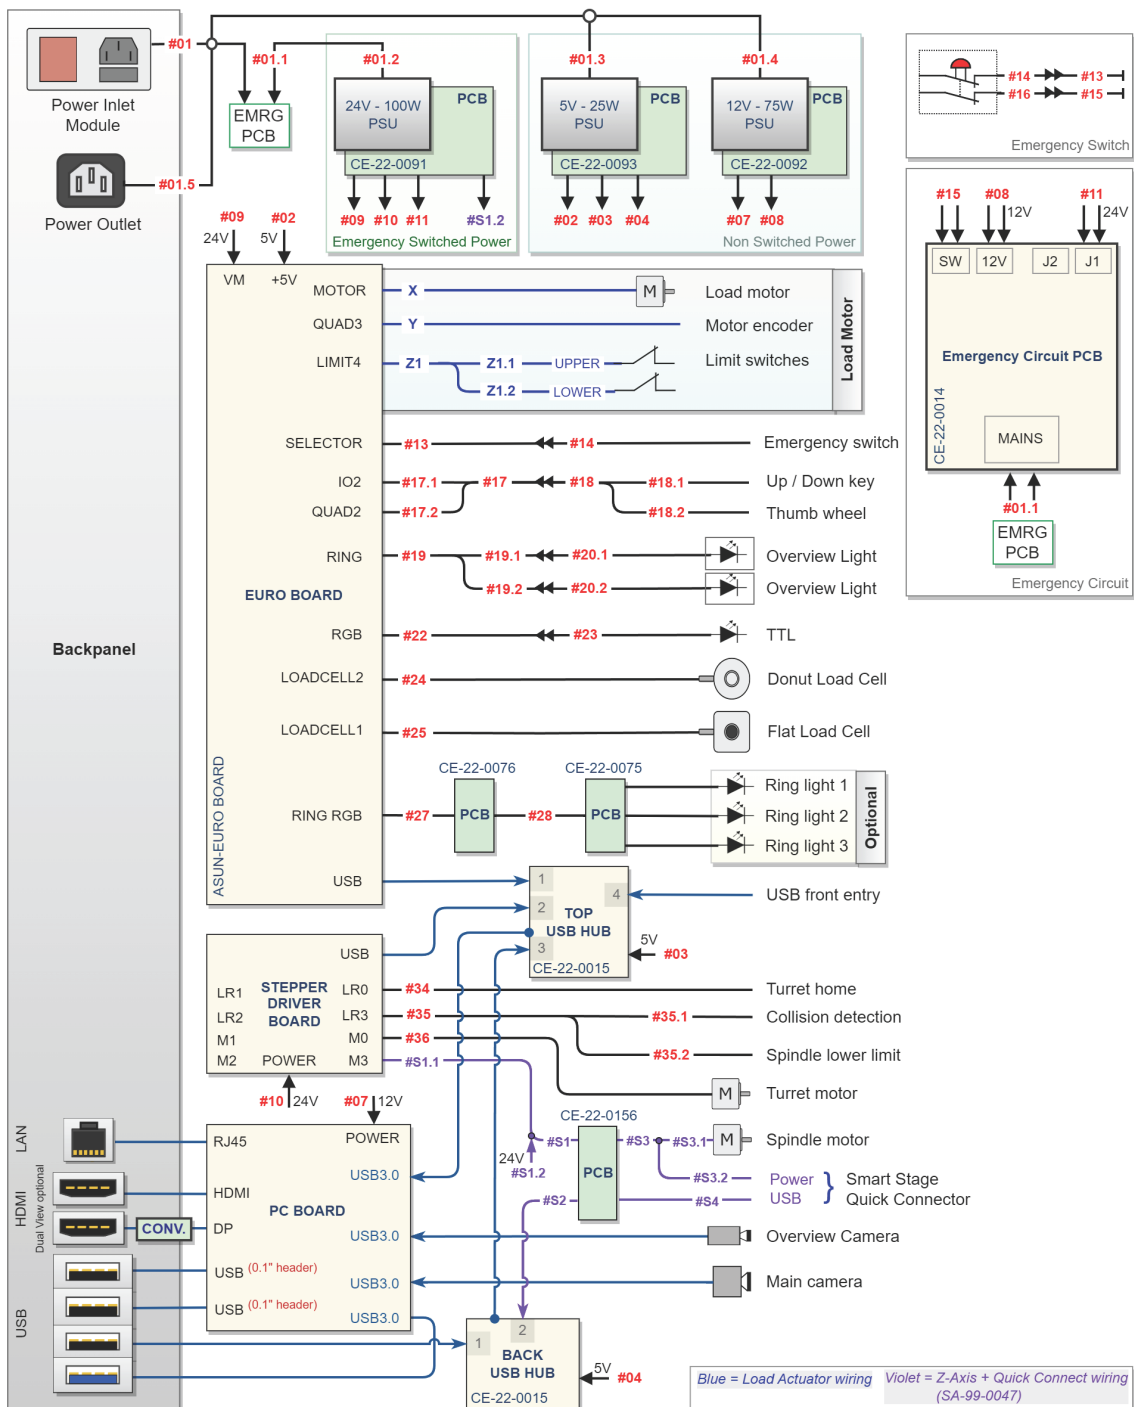 #01
#01.1
#01.2
#01.3
#01.4
Power Inlet
Module
EMRG
PCB
24V - 100W
PSU
PCB
CE-22-0091
5V - 25W
PSU
PCB
CE-22-0093
12V - 75W
PSU
PCB
CE-22-0092
#01.5
Power Outlet
#09
#10
#11
#S1.2
Emergency Switched Power
#02
#03
#04
#07
#08
Non Switched Power
#14
#13
#16
#15
Emergency Switch
#15
#08
12V
#11
24V
SW
12V
J2
J1
Emergency Circuit PCB
CE-22-0014
MAINS
#01.1
EMRG
PCB
Emergency Circuit
#09
24V
#02
5V
VM
+5V
MOTOR
X
M
Load motor
QUAD3
Y
Motor encoder
LIMIT4
Z1
Z1.1
UPPER
Limit switches
Z1.2
LOWER
Load Motor
SELECTOR
#13
#14
Emergency switch
IO2
#17.1
#17
#18
#18.1
Up / Down key
QUAD2
#17.2
#18.2
Thumb wheel
RING
#19
#19.1
#20.1
Overview Light
#19.2
#20.2
Overview Light
EURO BOARD
RGB
#22
#23
TTL
LOADCELL2
#24
Donut Load Cell
LOADCELL1
#25
Flat Load Cell
ASUN-EURO BOARD
CE-22-0076
CE-22-0075
RING RGB
#27
PCB
#28
PCB
Ring light 1
Ring light 2
Ring light 3
Optional
Backpanel
USB
1
2
3
4
TOP
USB HUB
CE-22-0015
USB front entry
5V
#03
USB
STEPPER
DRIVER
BOARD
LR1
LR2
M1
M2
POWER
LR0
#34
Turret home
LR3
#35
#35.1
Collision detection
M0
#36
#35.2
Spindle lower limit
M3
#S1.1
M
Turret motor
#10
24V
#07
12V
POWER
CE-22-0156
PCB
#S1
#S3
#S3.1
M
Spindle motor
24V
#S1.2
#S3.2
Power
Smart Stage
#S2
#S4
USB
Quick Connector
LAN
RJ45
USB3.0
HDMI
Dual View optional
HDMI
PC BOARD
CONV.
DP
USB3.0
Overview Camera
USB
USB (0.1" header)
USB3.0
Main camera
USB (0.1" header)
USB3.0
1
2
BACK
USB HUB
CE-22-0015
5V
#04
Blue = Load Actuator wiring
Violet = Z-Axis + Quick Connect wiring
(SA-99-0047)